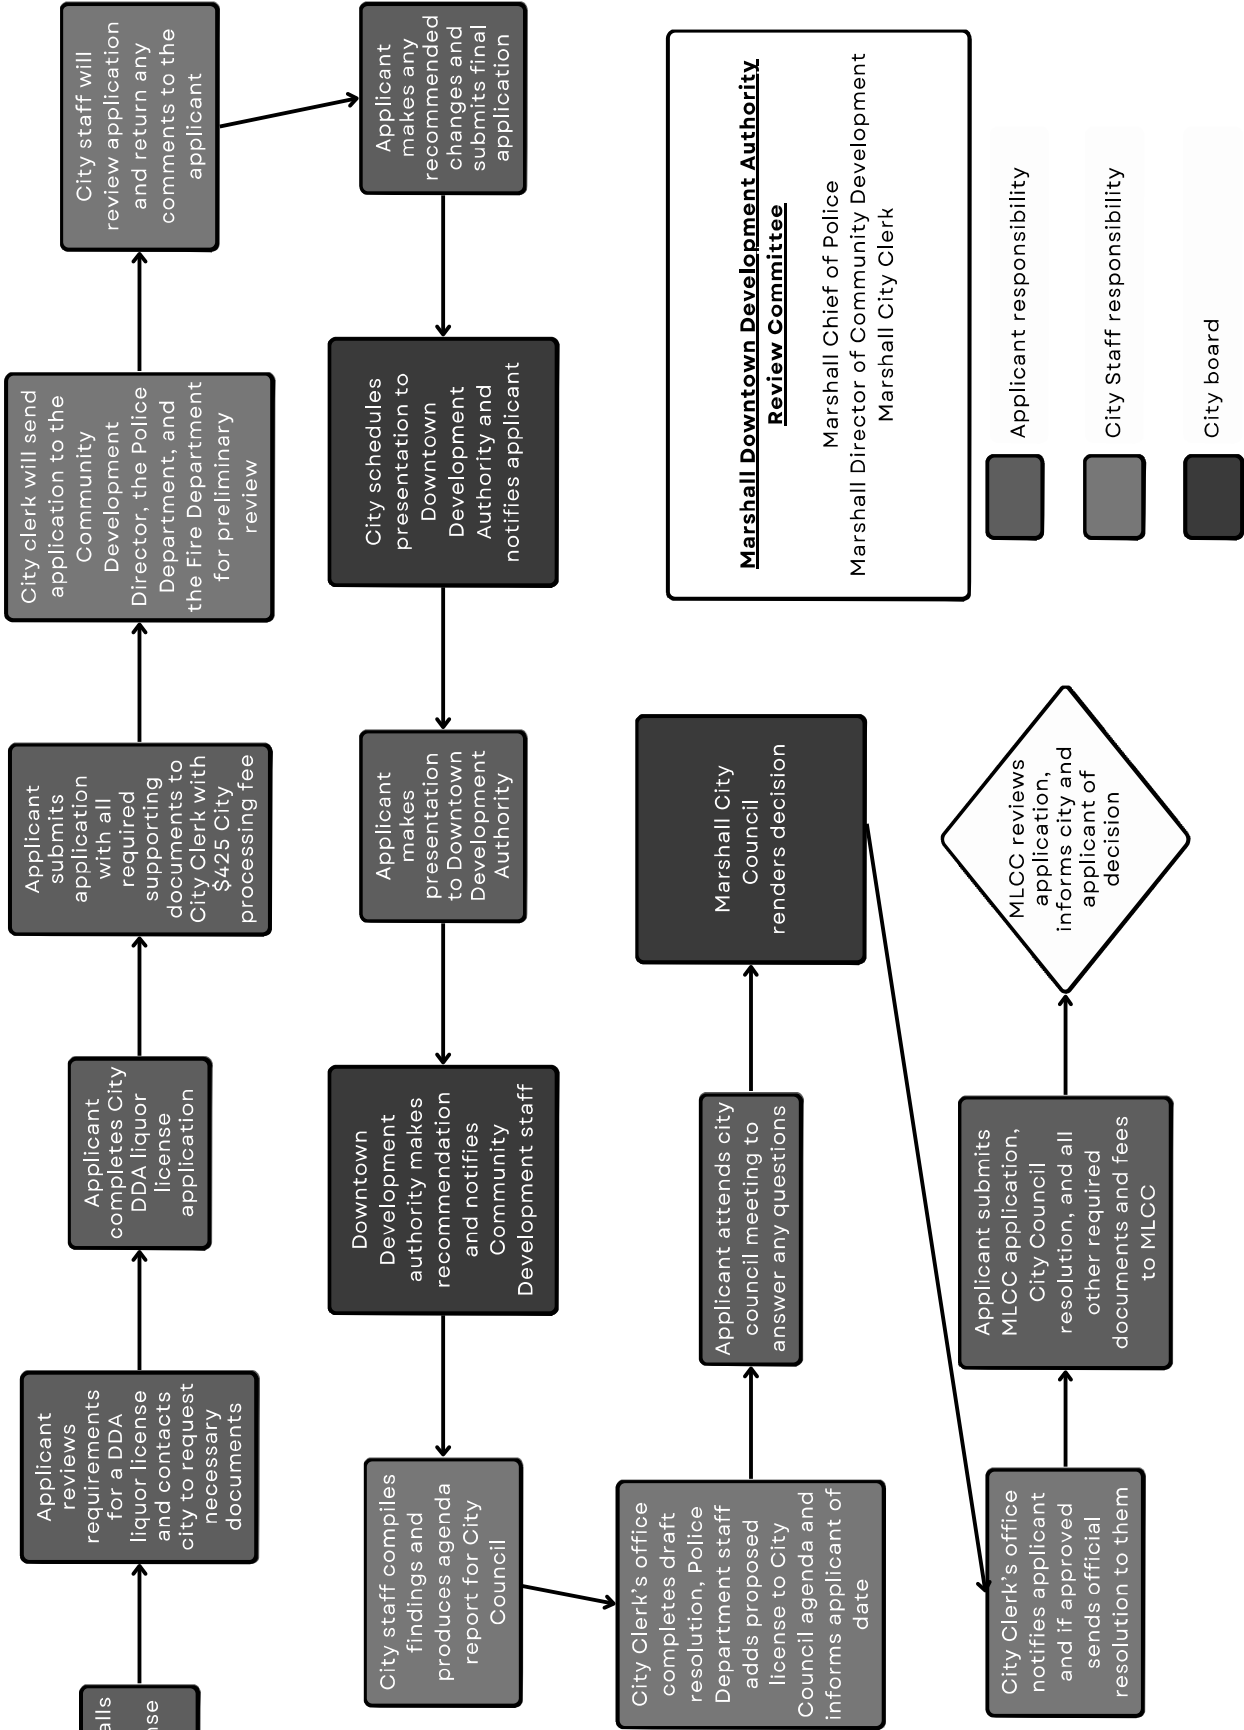 alls
nse
Applicant
reviews
requirements
for a DDA
liquor license
and contacts
city to request
necessary
documents
Applicant
completes City
DDA liquor
license
application
Applicant
submits
application
with all
required
supporting
documents to
City Clerk with
$425 City
processing fee
City clerk will send
application to the
Community
Development
Director, the Police
Department, and
the Fire Department
for preliminary
review
City staff will
review application
and return any
comments to the
applicant
Applicant
makes any
recommended
changes and
submits final
application
City schedules
presentation to
Downtown
Development
Authority and
notifies applicant
Applicant
makes
presentation
to Downtown
Development
Authority
Downtown
Development
authority makes
recommendation
and notifies
Community
Development staff
City staff compiles
findings and
produces agenda
report for City
Council
City Clerk's office
completes draft
resolution, Police
Department staff
adds proposed
license to City
Council agenda and
informs applicant of
date
Applicant attends city
council meeting to
answer any questions
Marshall City
Council
renders decision
City Clerk's office
notifies applicant
and if approved
sends official
resolution to them
Applicant submits
MLCC application,
City Council
resolution, and all
other required
documents and fees
to MLCC
MLCC reviews
application,
informs city and
applicant of
decision
Marshall Downtown Development Authority
Review Committee
Marshall Chief of Police
Marshall Director of Community Development
Marshall City Clerk
Applicant responsibility
City Staff responsibility
City board